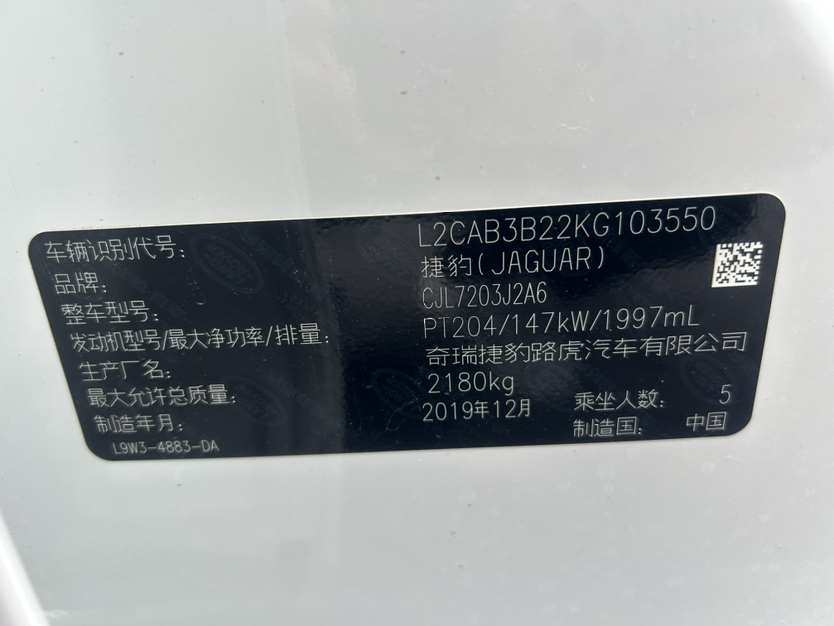 车辆识别代号: L2CAB3B22KG103550
品牌: 捷豹(JAGUAR)
整车型号: CJL7203J2A6
发动机型号/最大净功率/排量: PT204/147kW/1997mL
生产厂名: 奇瑞捷豹路虎汽车有限公司
最大允许总质量: 2180kg 乘坐人数: 5
制造年月: 2019年12月 制造国: 中国
L9W3-4883-DA